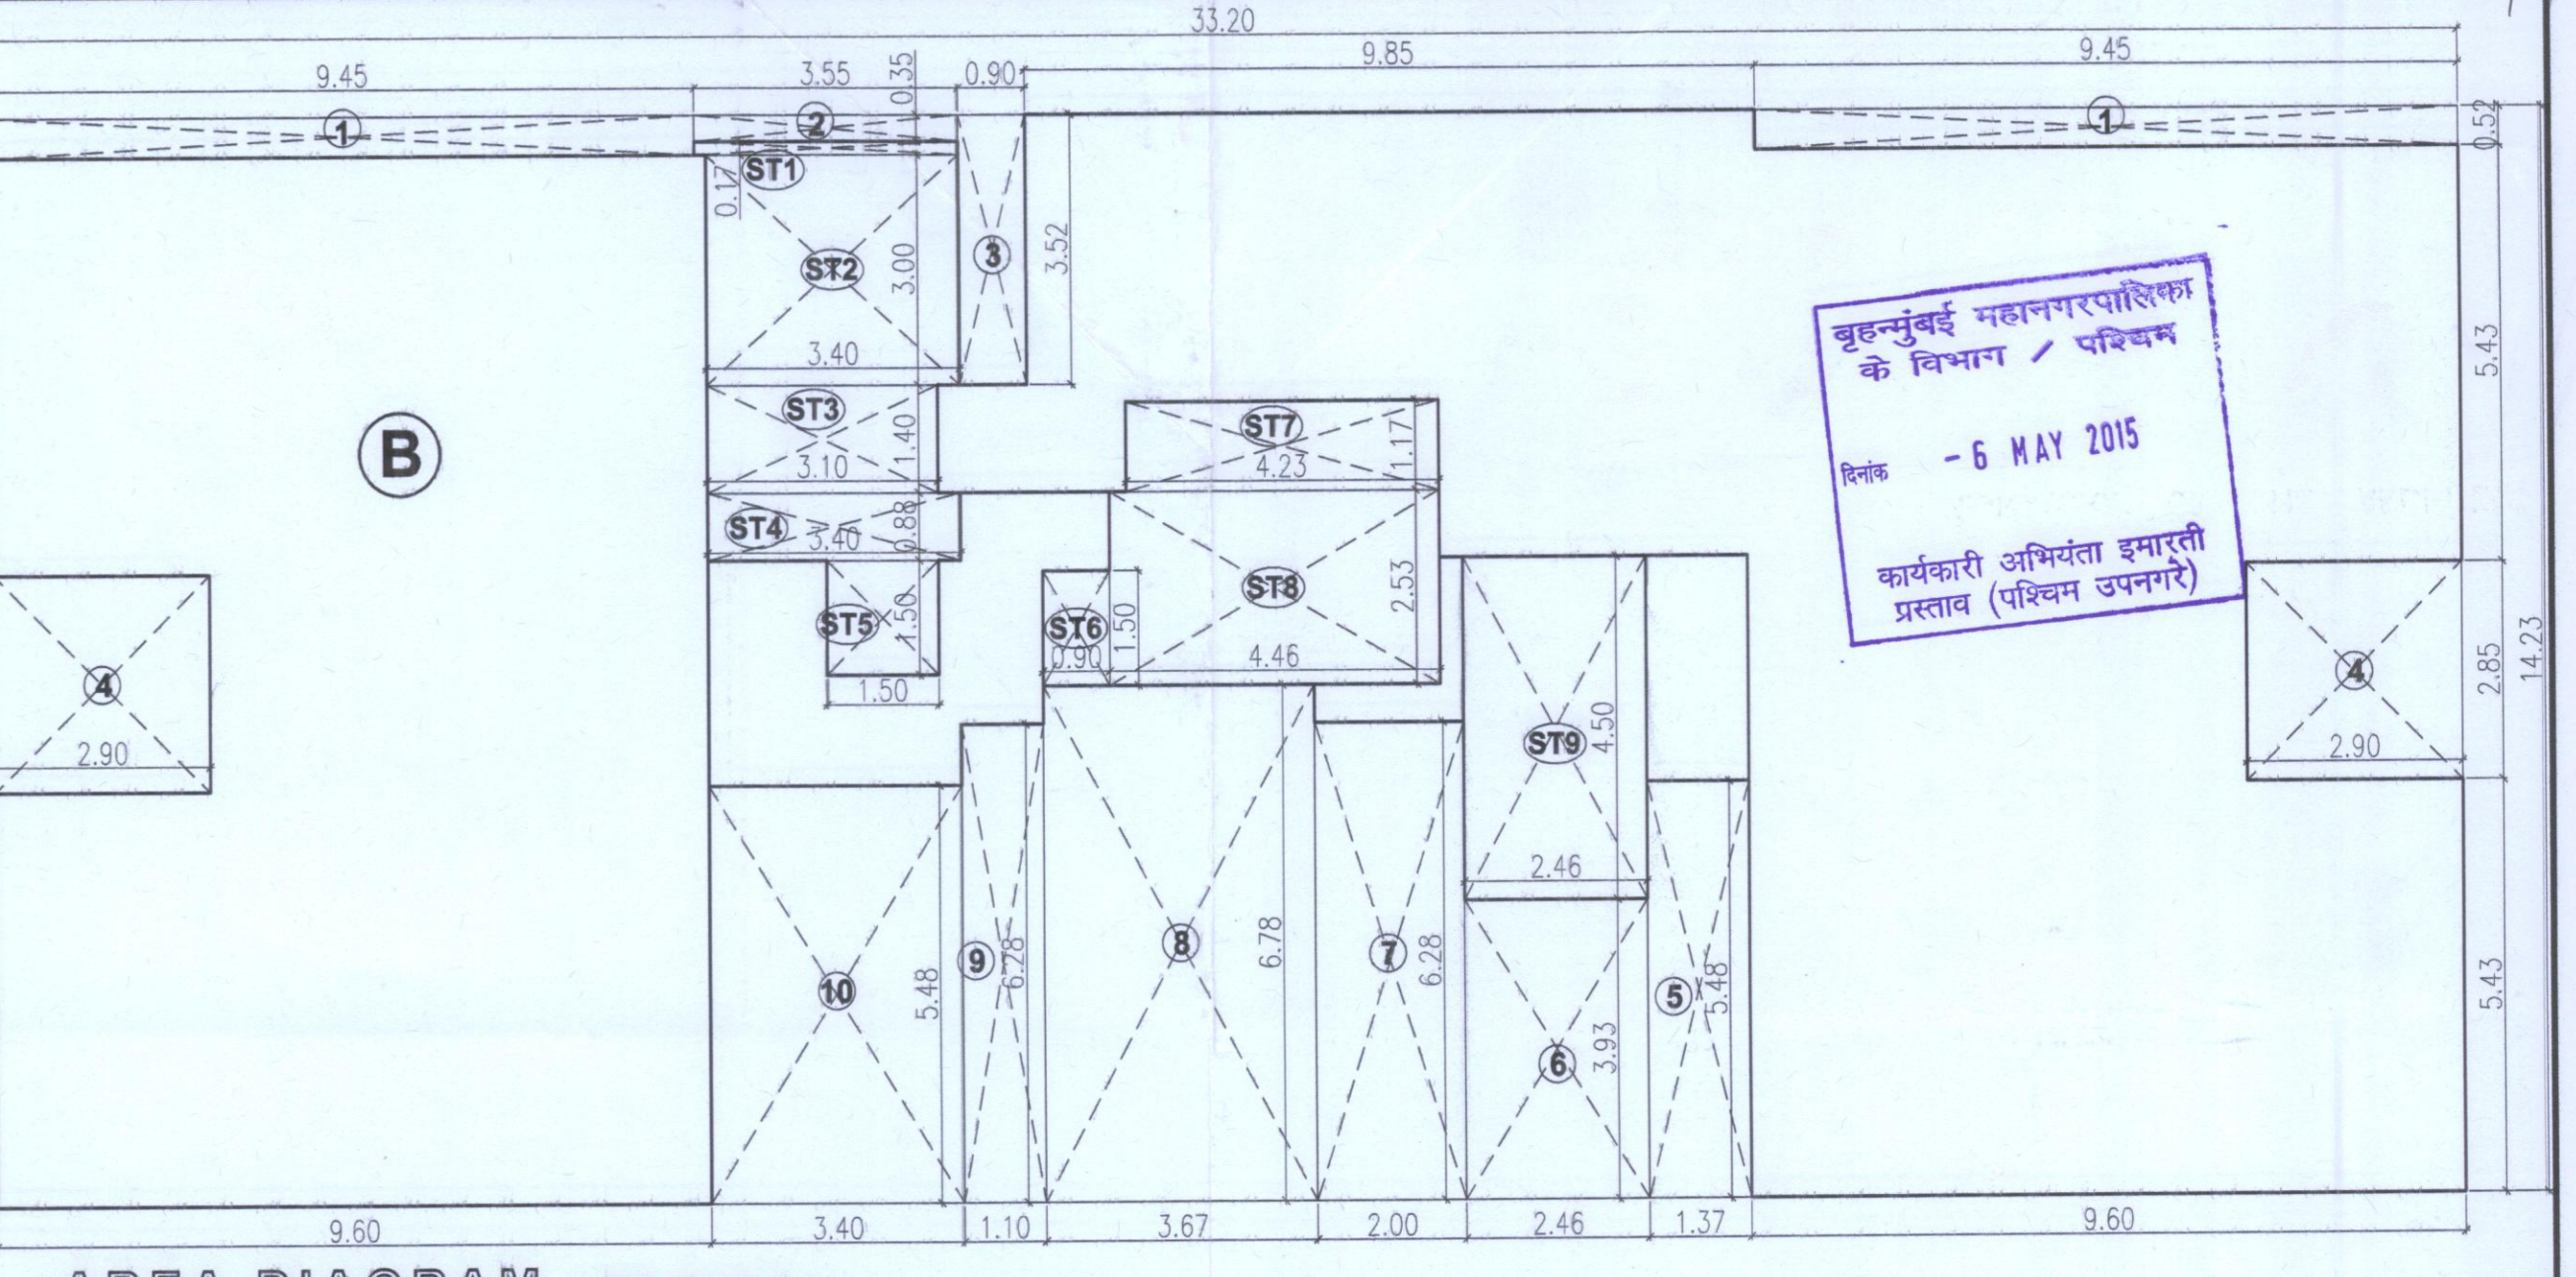 33.20
9.45 3.55 0.35 0.90 9.85 9.45
1 2 1 0.52
ST1
0.17
ST2 3.00 3 3.52
3.40
ST3 1.40
3.10
ST7 1.17
4.23
B
ST4 0.88
3.40
ST5 1.50
1.50
ST6 1.50
0.90
ST8 2.53
4.46
5.43
बृहन्मुंबई महानगरपालिका
के विभाग / पश्चिम
दिनांक - 6 MAY 2015
कार्यकारी अभियंता इमारती
प्रस्ताव (पश्चिम उपनगरे)
4
2.90
ST9 4.50
2.46
4
2.90
2.85 14.23
10 5.48
9 6.28
8 6.78
7 6.28
6 3.93
5 5.48
5.43
9.60 3.40 1.10 3.67 2.00 2.46 1.37 9.60
AREA DIAGRAM